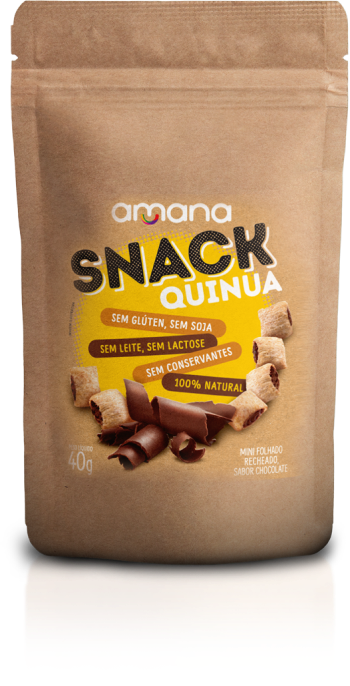 amana
SNACK
QUINUA
SEM GLÚTEN, SEM SOJA
SEM LEITE, SEM LACTOSE
SEM CONSERVANTES
100% NATURAL
40g
MINI FOLHADO
RECHEADO,
SABOR CHOCOLATE